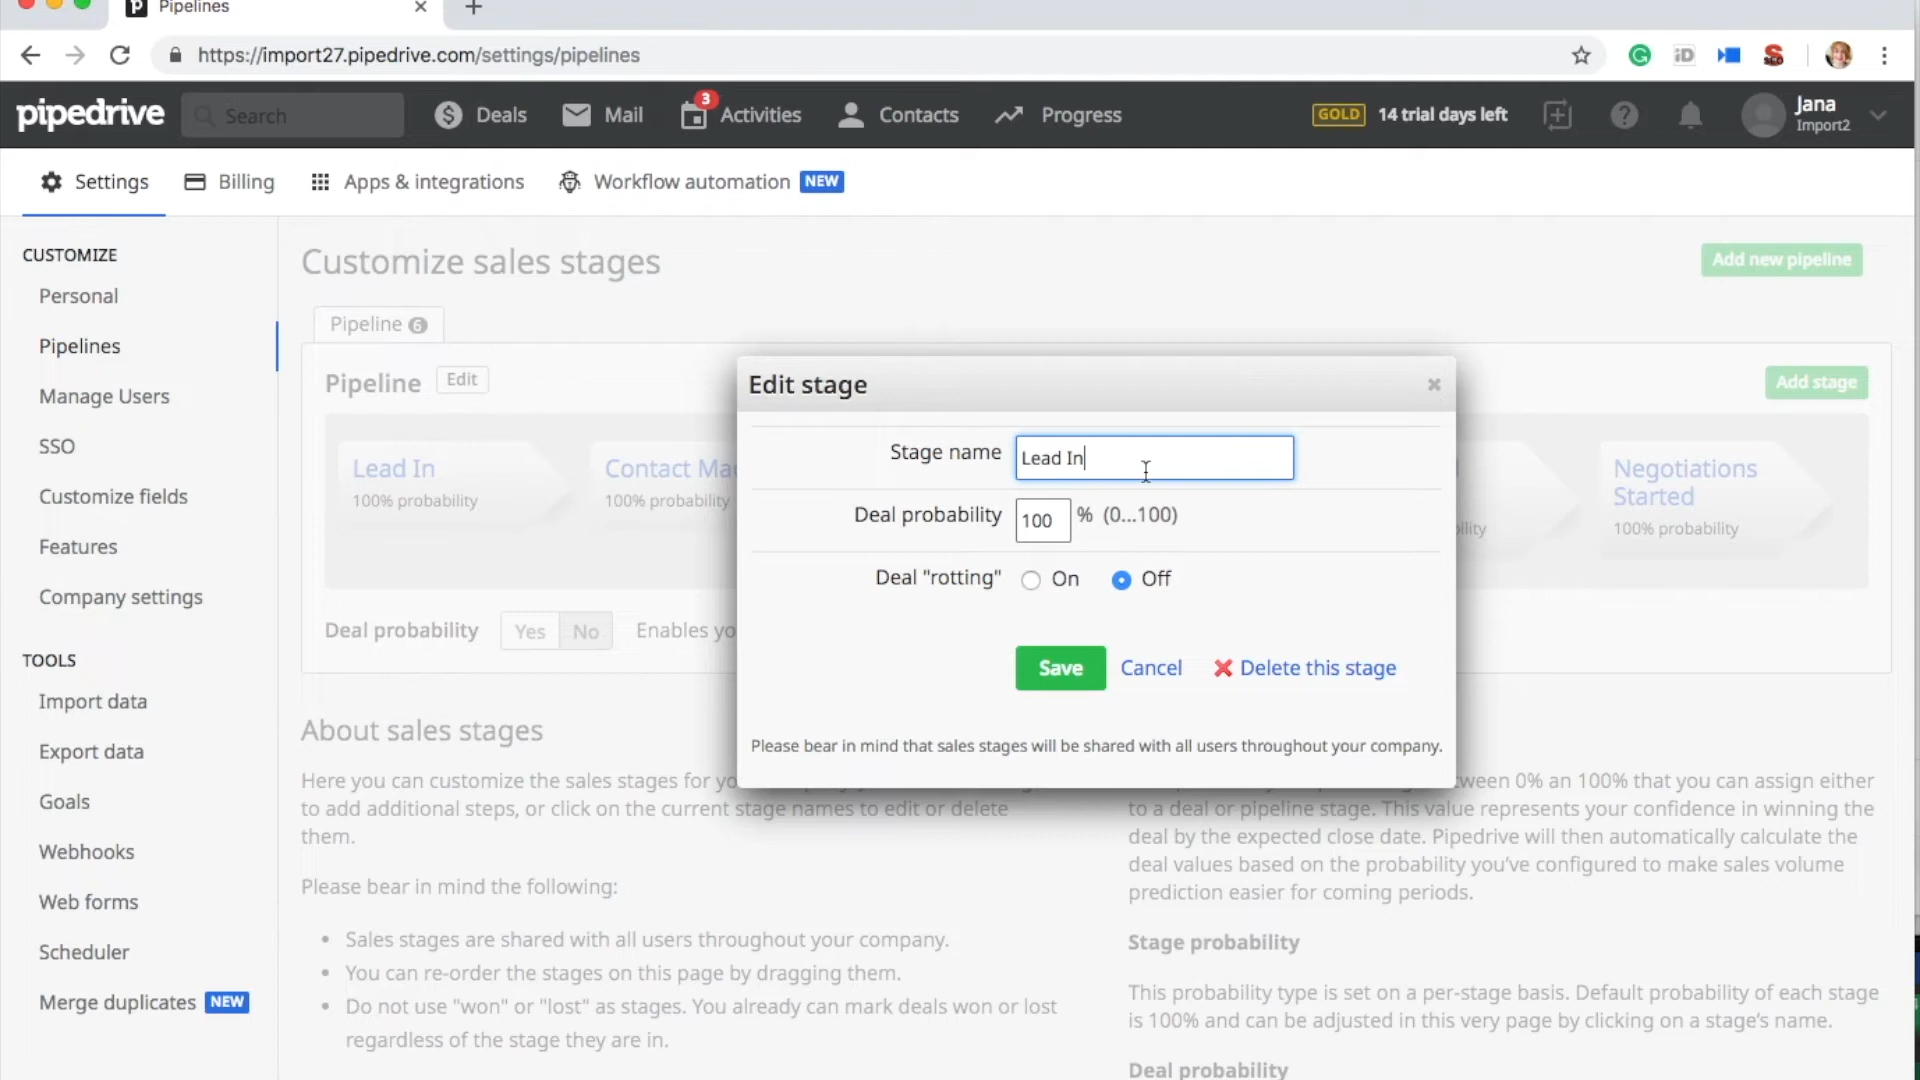 Pipelines
https://import27.pipedrive.com/settings/pipelines
pipedrive
Search
Deals
Mail
3
Activities
Contacts
Progress
GOLD 14 trial days left
Jana
Import2
Settings
Billing
Apps & integrations
Workflow automation NEW
CUSTOMIZE
Personal
Pipelines
Manage Users
SSO
Customize fields
Features
Company settings
TOOLS
Import data
Export data
Goals
Webhooks
Web forms
Scheduler
Merge duplicates NEW
Customize sales stages
Add new pipeline
Pipeline 6
Pipeline Edit
Add stage
Lead In
100% probability
Contact Ma
100% probability
Negotiations
Started
100% probability
Deal probability Yes No Enables yo
Edit stage
Stage name Lead In
Deal probability 100 % (0...100)
Deal "rotting" On Off
Save Cancel Delete this stage
Please bear in mind that sales stages will be shared with all users throughout your company.
About sales stages
Here you can customize the sales stages for yo
to add additional steps, or click on the current stage names to edit or delete
them.
Please bear in mind the following:
• Sales stages are shared with all users throughout your company.
• You can re-order the stages on this page by dragging them.
• Do not use "won" or "lost" as stages. You already can mark deals won or lost
regardless of the stage they are in.
tween 0% an 100% that you can assign either
to a deal or pipeline stage. This value represents your confidence in winning the
deal by the expected close date. Pipedrive will then automatically calculate the
deal values based on the probability you've configured to make sales volume
prediction easier for coming periods.
Stage probability
This probability type is set on a per-stage basis. Default probability of each stage
is 100% and can be adjusted in this very page by clicking on a stage's name.
Deal probability